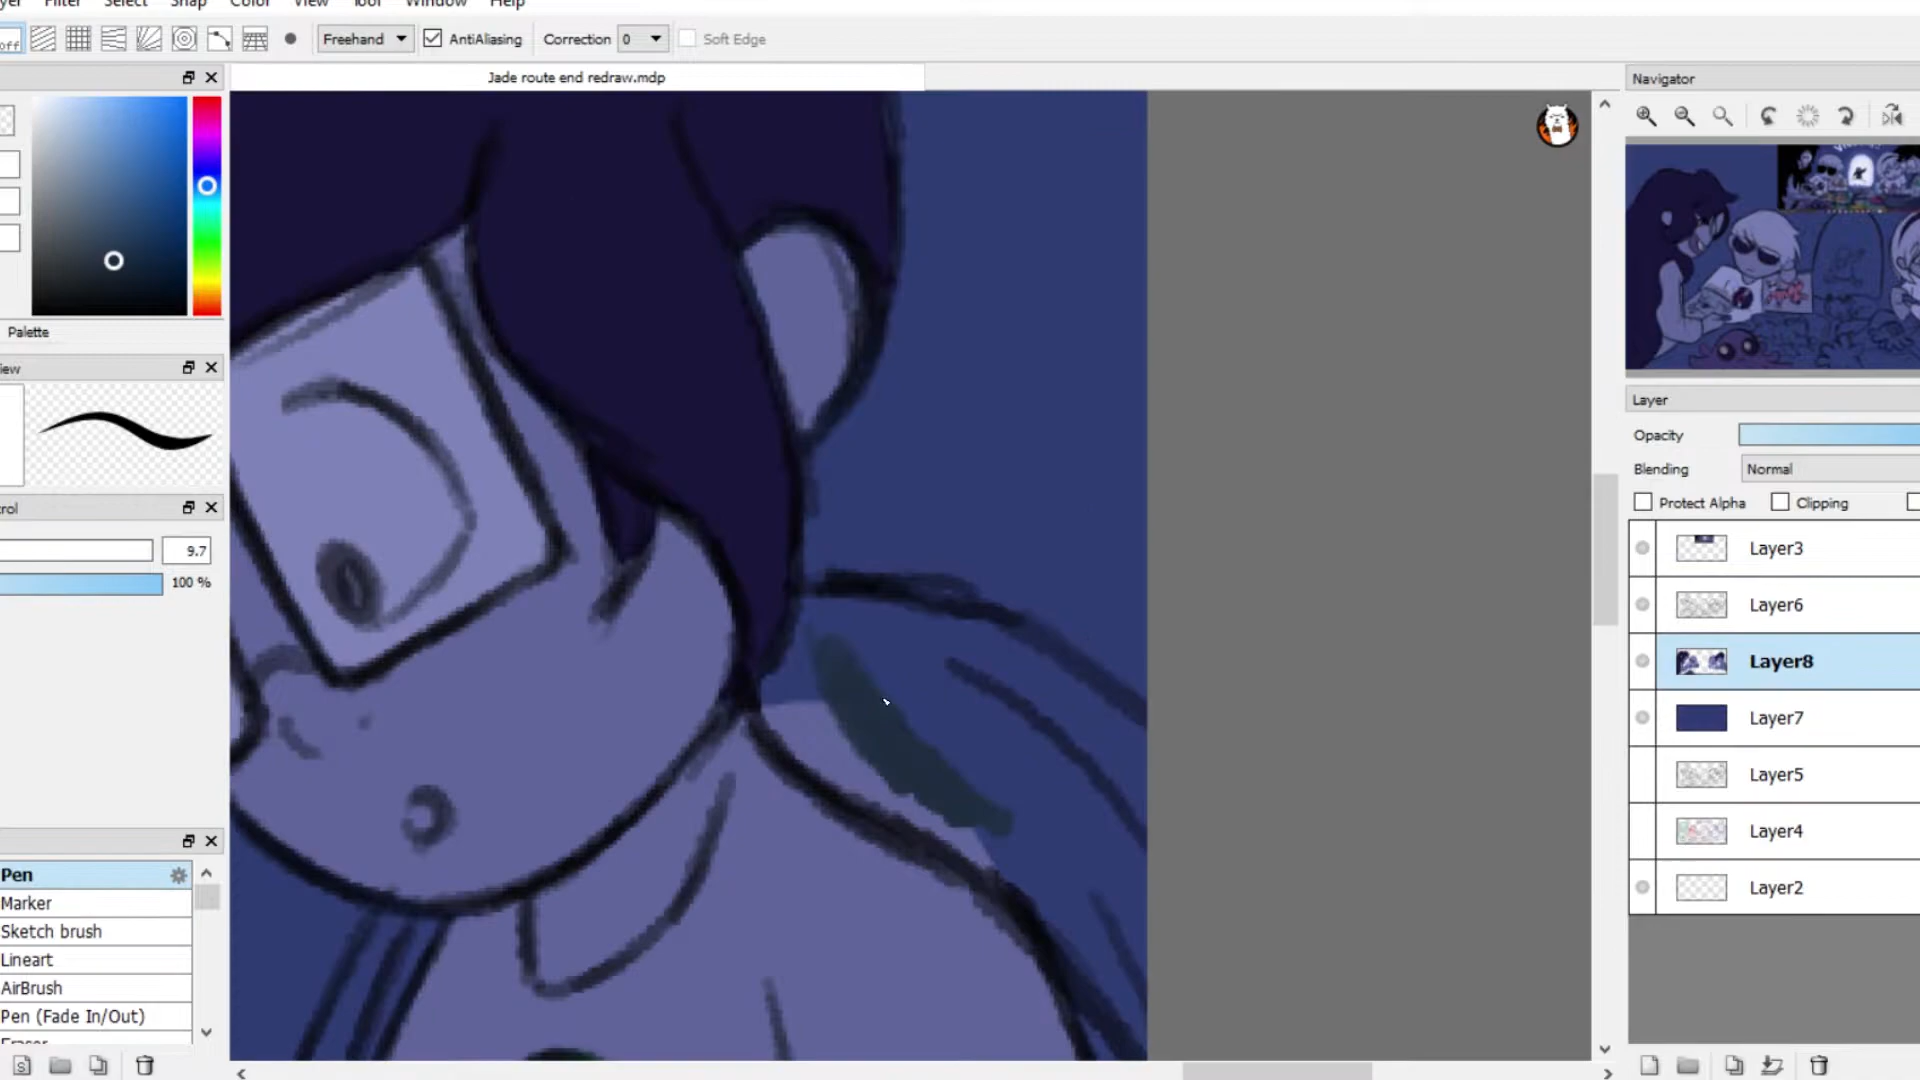 Filter Select Snap Color View Tool Window Help
off Freehand AntiAliasing Correction 0 Soft Edge
Jade route end redraw.mdp
Navigator
Palette
Layer
Opacity
Blending Normal
Protect Alpha Clipping
9.7
100 %
Layer3
Layer6
Layer8
Layer7
Layer5
Layer4
Layer2
Pen
Marker
Sketch brush
Lineart
AirBrush
Pen (Fade In/Out)